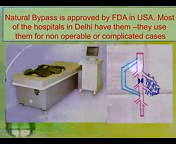 Natural Bypass is approved by FDA in USA. Most
of the hospitals in Delhi have them –they use
them for non operable or complicated cases